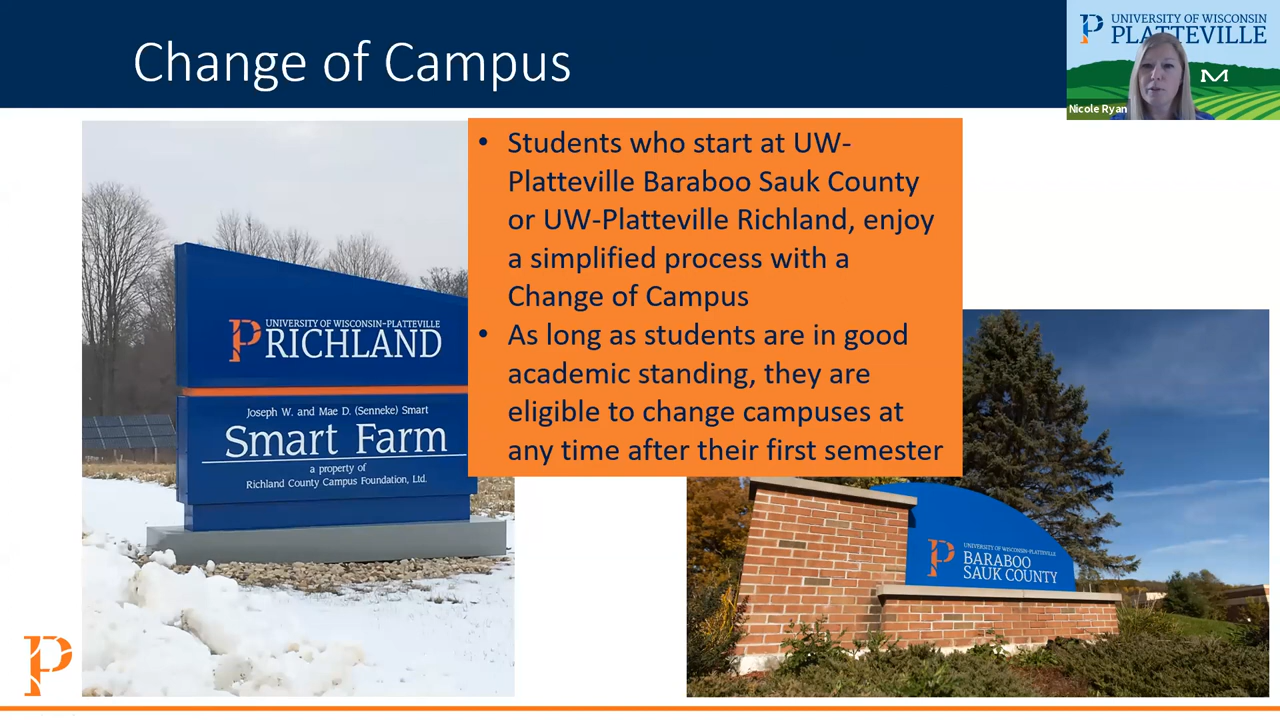 Change of Campus
UNIVERSITY OF WISCONSIN
PLATTEVILLE
Nicole Ryan
• Students who start at UW-
Platteville Baraboo Sauk County
or UW-Platteville Richland, enjoy
a simplified process with a
Change of Campus
• As long as students are in good
academic standing, they are
eligible to change campuses at
any time after their first semester
UNIVERSITY OF WISCONSIN-PLATTEVILLE
RICHLAND
Joseph W. and Mae D. (Senneke) Smart
Smart Farm
a property of
Richland County Campus Foundation, Ltd.
UNIVERSITY OF WISCONSIN-PLATTEVILLE
BARABOO
SAUK COUNTY